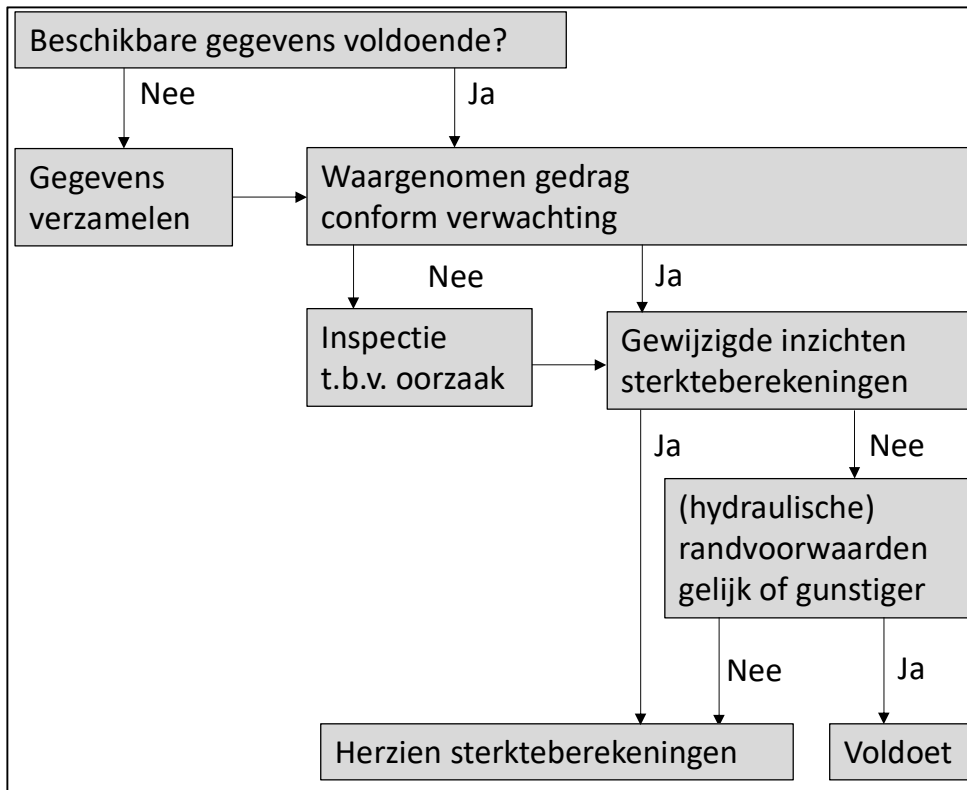 Beschikbare gegevens voldoende?
Nee
Ja
Gegevens
verzamelen
Waargenomen gedrag
conform verwachting
Nee
Ja
Inspectie
t.b.v. oorzaak
Gewijzigde inzichten
sterkteberekeningen
Ja
Nee
(hydraulische)
randvoorwaarden
gelijk of gunstiger
Nee
Ja
Herzien sterkteberekeningen
Voldoet